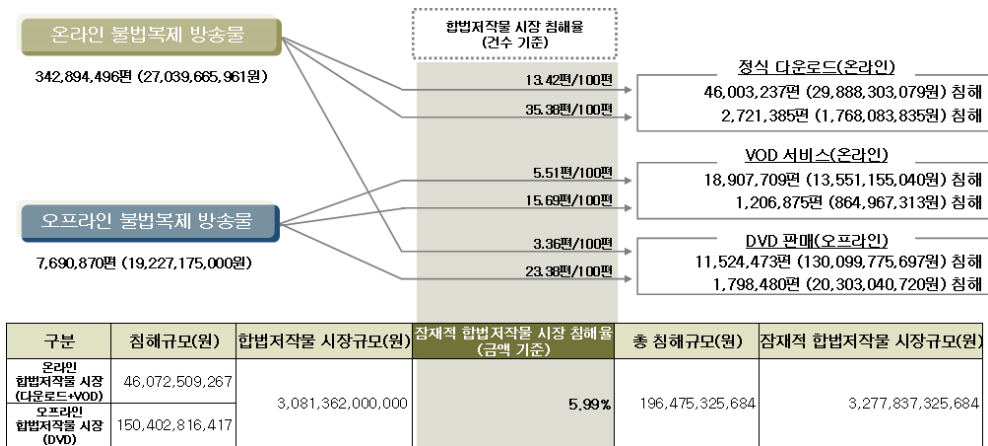 합법저작물 시장 침해율
(건수 기준)
온라인 불법복제 방송물
342,894,496편 (27,039,665,961원)
13.42편/100편
35.38편/100편
정식 다운로드(온라인)
46,003,237편 (29,888,303,079원) 침해
2,721,385편 (1,768,083,835원) 침해
5.51편/100편
15.69편/100편
VOD 서비스(온라인)
18,907,709편 (13,551,155,040원) 침해
1,206,875편 (864,967,313원) 침해
오프라인 불법복제 방송물
7,690,870편 (19,227,175,000원)
3.36편/100편
23.38편/100편
DVD 판매(오프라인)
11,524,473편 (130,099,775,697원) 침해
1,798,480편 (20,303,040,720원) 침해
구분 침해규모(원) 합법저작물 시장규모(원) 잠재적 합법저작물 시장 침해율 총 침해규모(원) 잠재적 합법저작물 시장규모(원)
(금액 기준)
온라인
합법저작물 시장
(다운로드+VOD)
46,072,509,267
오프라인
합법저작물 시장
(DVD)
150,402,816,417
3,081,362,000,000 5.99% 196,475,325,684 3,277,837,325,684